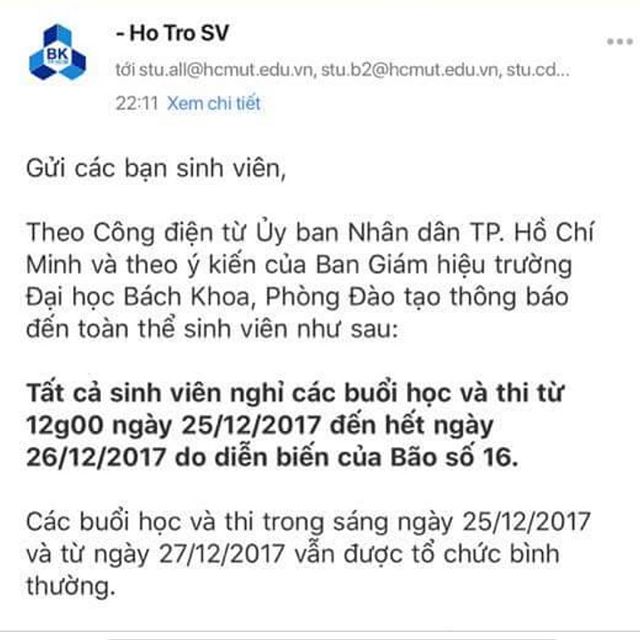 BK
- Ho Tro SV
tới stu.all@hcmut.edu.vn, stu.b2@hcmut.edu.vn, stu.cd...
22:11 Xem chi tiết
Gửi các bạn sinh viên,
Theo Công điện từ Ủy ban Nhân dân TP. Hồ Chí
Minh và theo ý kiến của Ban Giám hiệu trường
Đại học Bách Khoa, Phòng Đào tạo thông báo
đến toàn thể sinh viên như sau:
Tất cả sinh viên nghỉ các buổi học và thi từ
12g00 ngày 25/12/2017 đến hết ngày
26/12/2017 do diễn biến của Bão số 16.
Các buổi học và thi trong sáng ngày 25/12/2017
và từ ngày 27/12/2017 vẫn được tổ chức bình
thường.